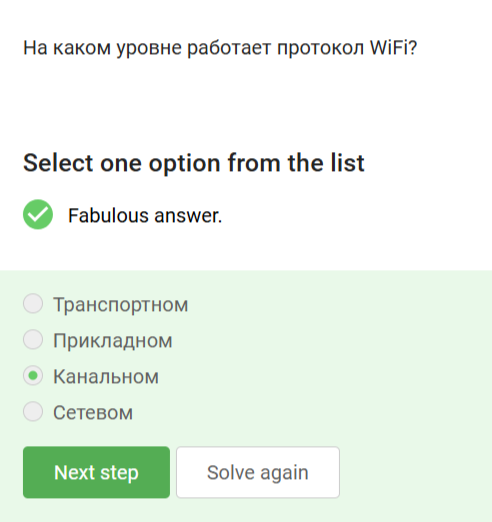 На каком уровне работает протокол WiFi?
Select one option from the list
Fabulous answer.
Транспортном
Прикладном
Канальном
Сетевом
Next step
Solve again